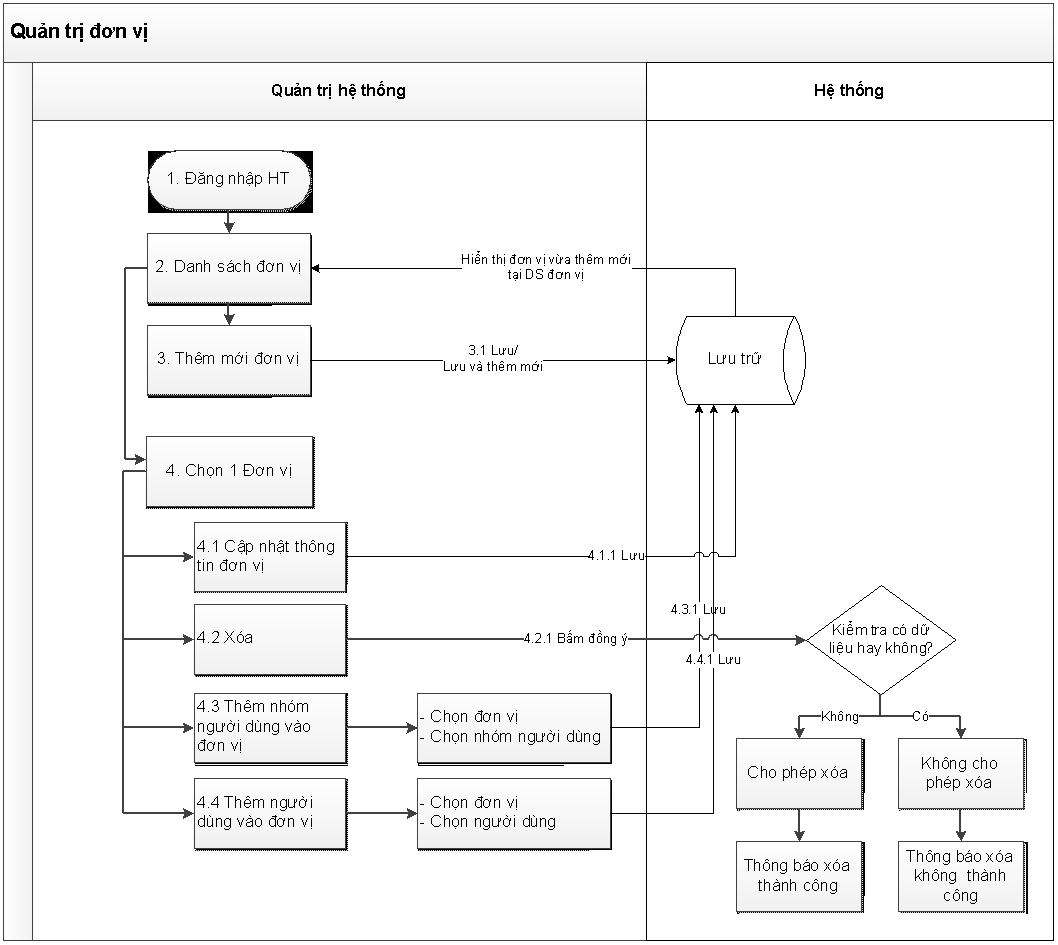 Quản trị đơn vị
Quản trị hệ thống
Hệ thống
1. Đăng nhập HT
2. Danh sách đơn vị
Hiển thị đơn vị vừa thêm mới
tại DS đơn vị
3. Thêm mới đơn vị
3.1 Lưu/
Lưu và thêm mới
Lưu trữ
4. Chọn 1 Đơn vị
4.1 Cập nhật thông
tin đơn vị
4.1.1 Lưu
4.2 Xóa
4.2.1 Bấm đồng ý
4.3.1 Lưu
4.4.1 Lưu
Kiểm tra có dữ
liệu hay không?
4.3 Thêm nhóm
người dùng vào
đơn vị
- Chọn đơn vị
- Chọn nhóm người dùng
Không
Có
Cho phép xóa
Không cho
phép xóa
4.4 Thêm người
dùng vào đơn vị
- Chọn đơn vị
- Chọn người dùng
Thông báo xóa
thành công
Thông báo xóa
không thành
công